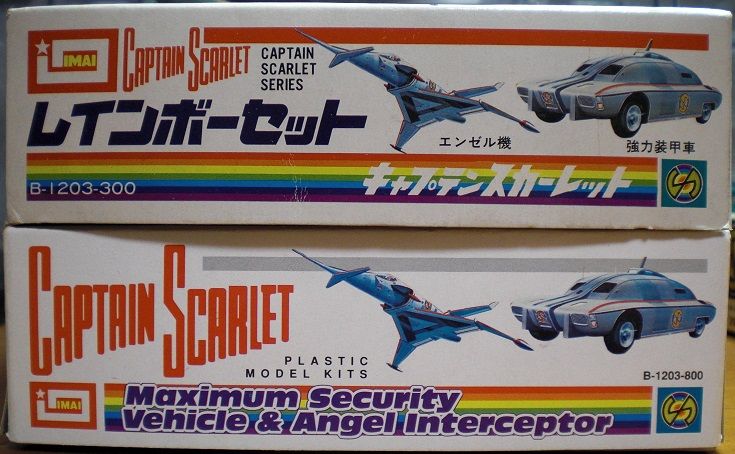 IMAI
CAPTAIN SCARLET
CAPTAIN
SCARLET
SERIES
レインボーセット
エンゼル機
強力装甲車
B-1203-300
キャプテンスカーレット
CAPTAIN SCARLET
PLASTIC
MODEL KITS
B-1203-800
IMAI
Maximum Security
Vehicle & Angel Interceptor